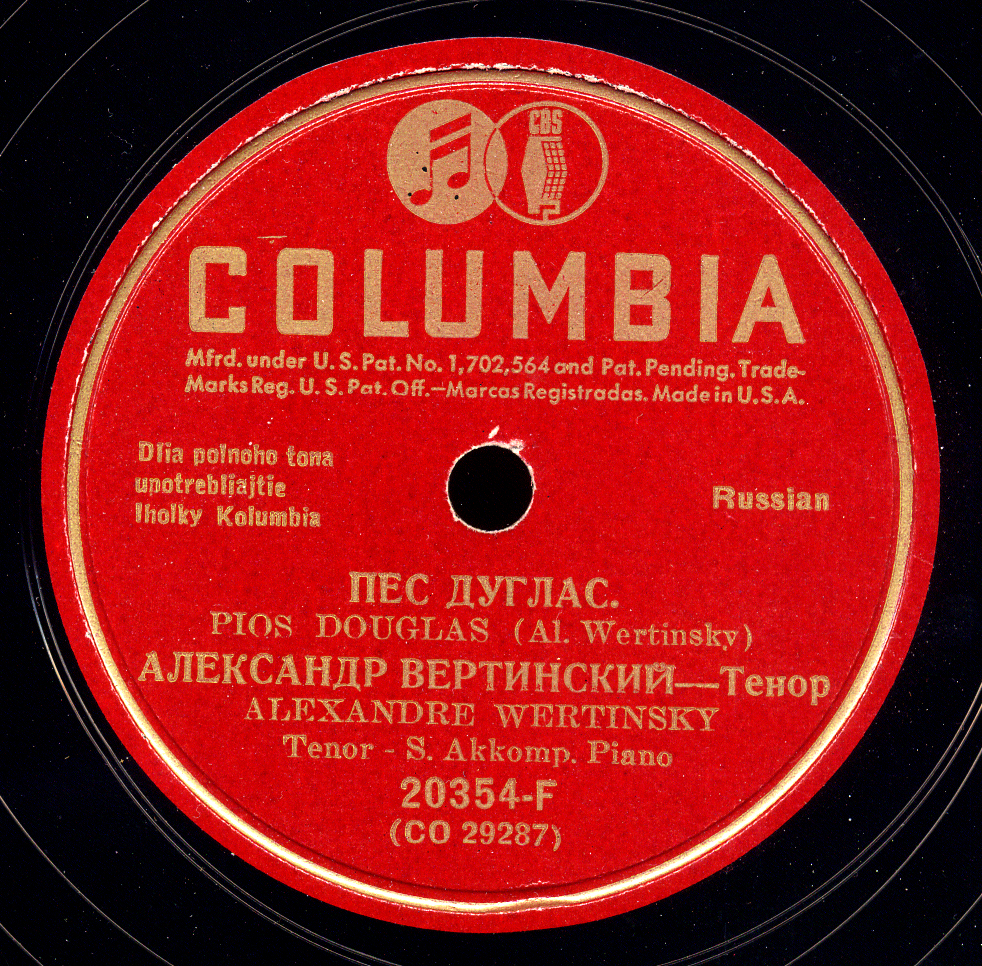 CBS
COLUMBIA
Mfrd. under U.S. Pat. No. 1,702,564 and Pat. Pending. Trade-
Marks Reg. U.S. Pat. Off.—Marcas Registradas. Made in U.S.A.
Dlia polnoho tona
upotrebliajtie
Iholky Kolumbia
Russian
ПЕС ДУГЛАС.
PIOS DOUGLAS (Al. Wertinsky)
АЛЕКСАНДР ВЕРТИНСКИЙ—Тенор
ALEXANDRE WERTINSKY
Tenor - S. Akkomp. Piano
20354-F
(CO 29287)